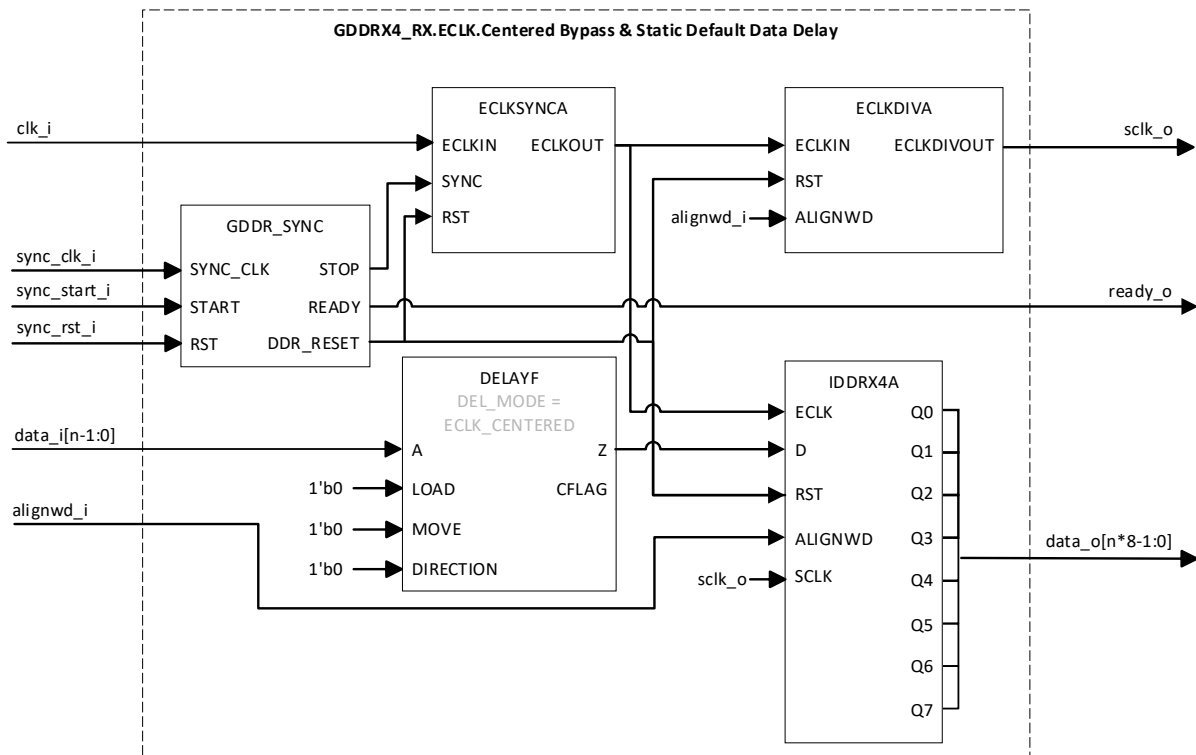 GDDRX4_RX.ECLK.Centered Bypass & Static Default Data Delay
clk_i
ECLKSYNCA
ECLKIN ECLKOUT
SYNC
RST
ECLKDIVA
ECLKIN ECLKDIVOUT
RST
alignwd_i ALIGNWD
sclk_o
GDDR_SYNC
sync_clk_i SYNC_CLK STOP
sync_start_i START READY
sync_rst_i RST DDR_RESET
ready_o
DELAYF
DEL_MODE =
ECLK_CENTERED
data_i[n-1:0] A Z
1'b0 LOAD CFLAG
alignwd_i
1'b0 MOVE
1'b0 DIRECTION
IDDRX4A
ECLK Q0
D Q1
RST Q2
ALIGNWD Q3
sclk_o SCLK Q4
Q5
Q6
Q7
data_o[n*8-1:0]